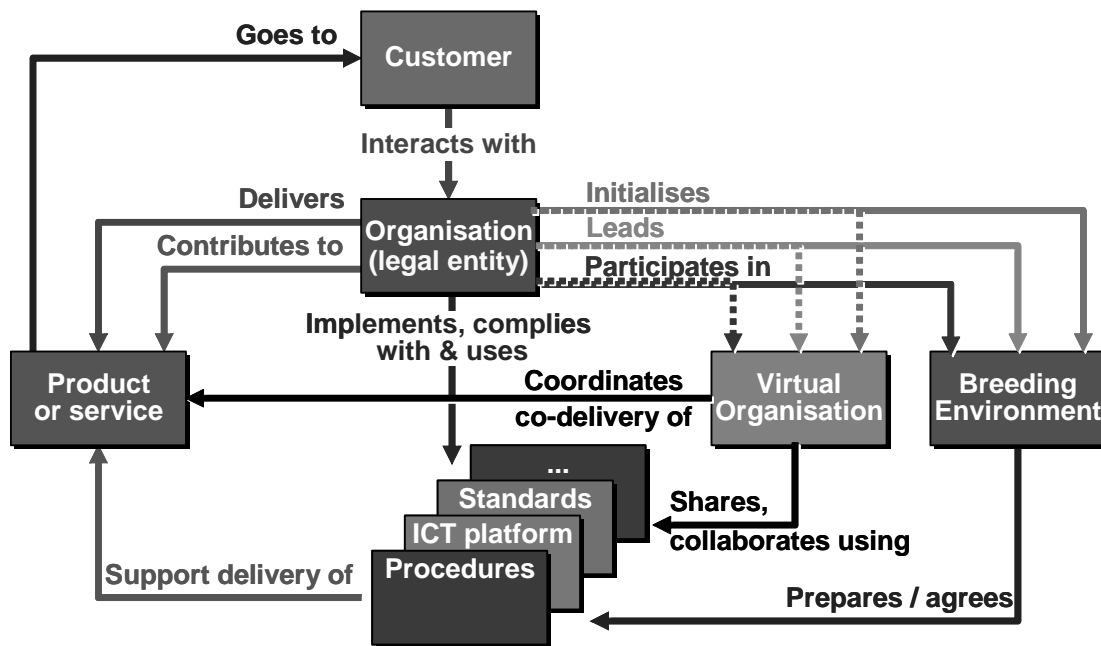 Goes to
Customer
Interacts with
Delivers
Initialises
Contributes to
Organisation
(legal entity)
Leads
Participates in
Implements, complies
with & uses
Product
or service
Coordinates
co-delivery of
Virtual
Organisation
Breeding
Environment
...
Standards
ICT platform
Procedures
Shares,
collaborates using
Support delivery of
Prepares / agrees